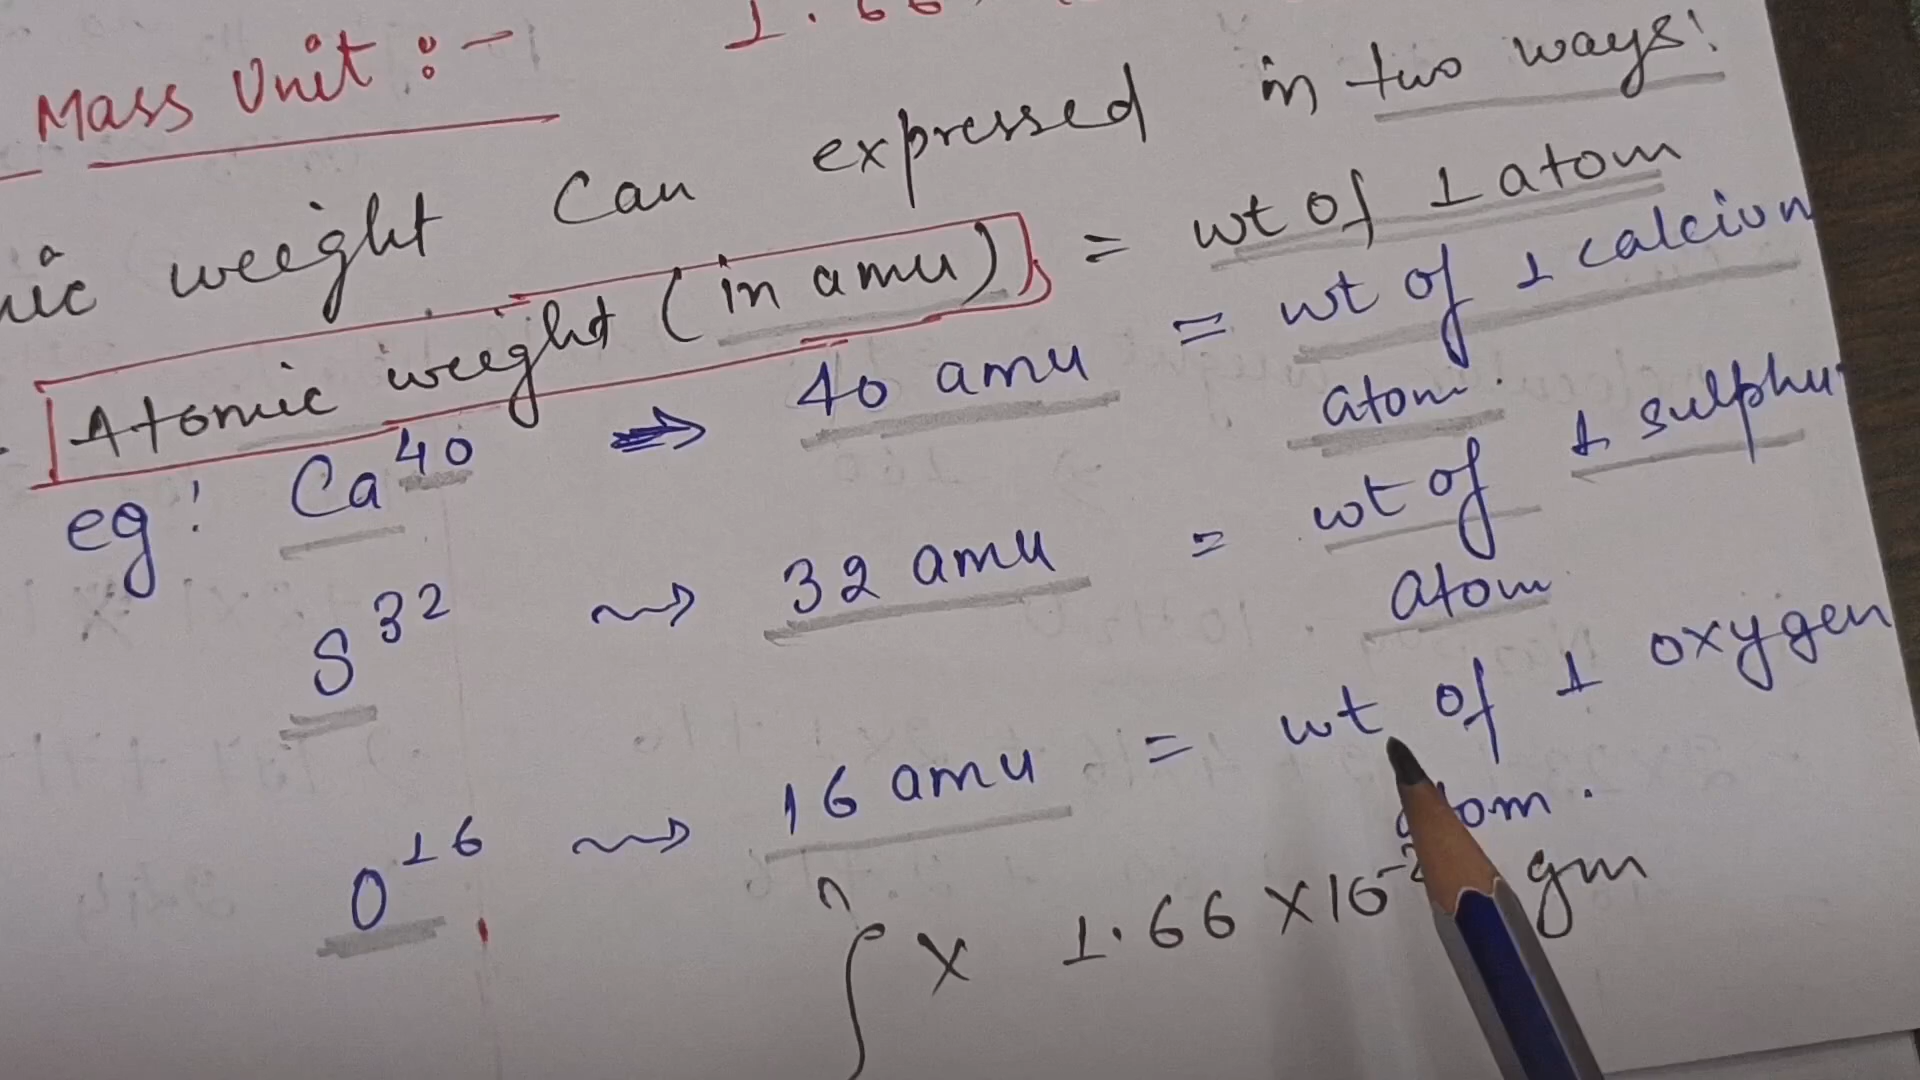 1.66
Mass Unit :-
weight can expressed in two ways!
Atomic weight (in amu) = wt of 1 atom
eg! Ca⁴⁰ → 40 amu = wt of 1 calcium
atom.
S³² ⇝ 32 amu = wt of 1 sulphur
atom
O¹⁶ ⇝ 16 amu = wt of 1 oxygen
atom.
× 1.66 × 10 gm